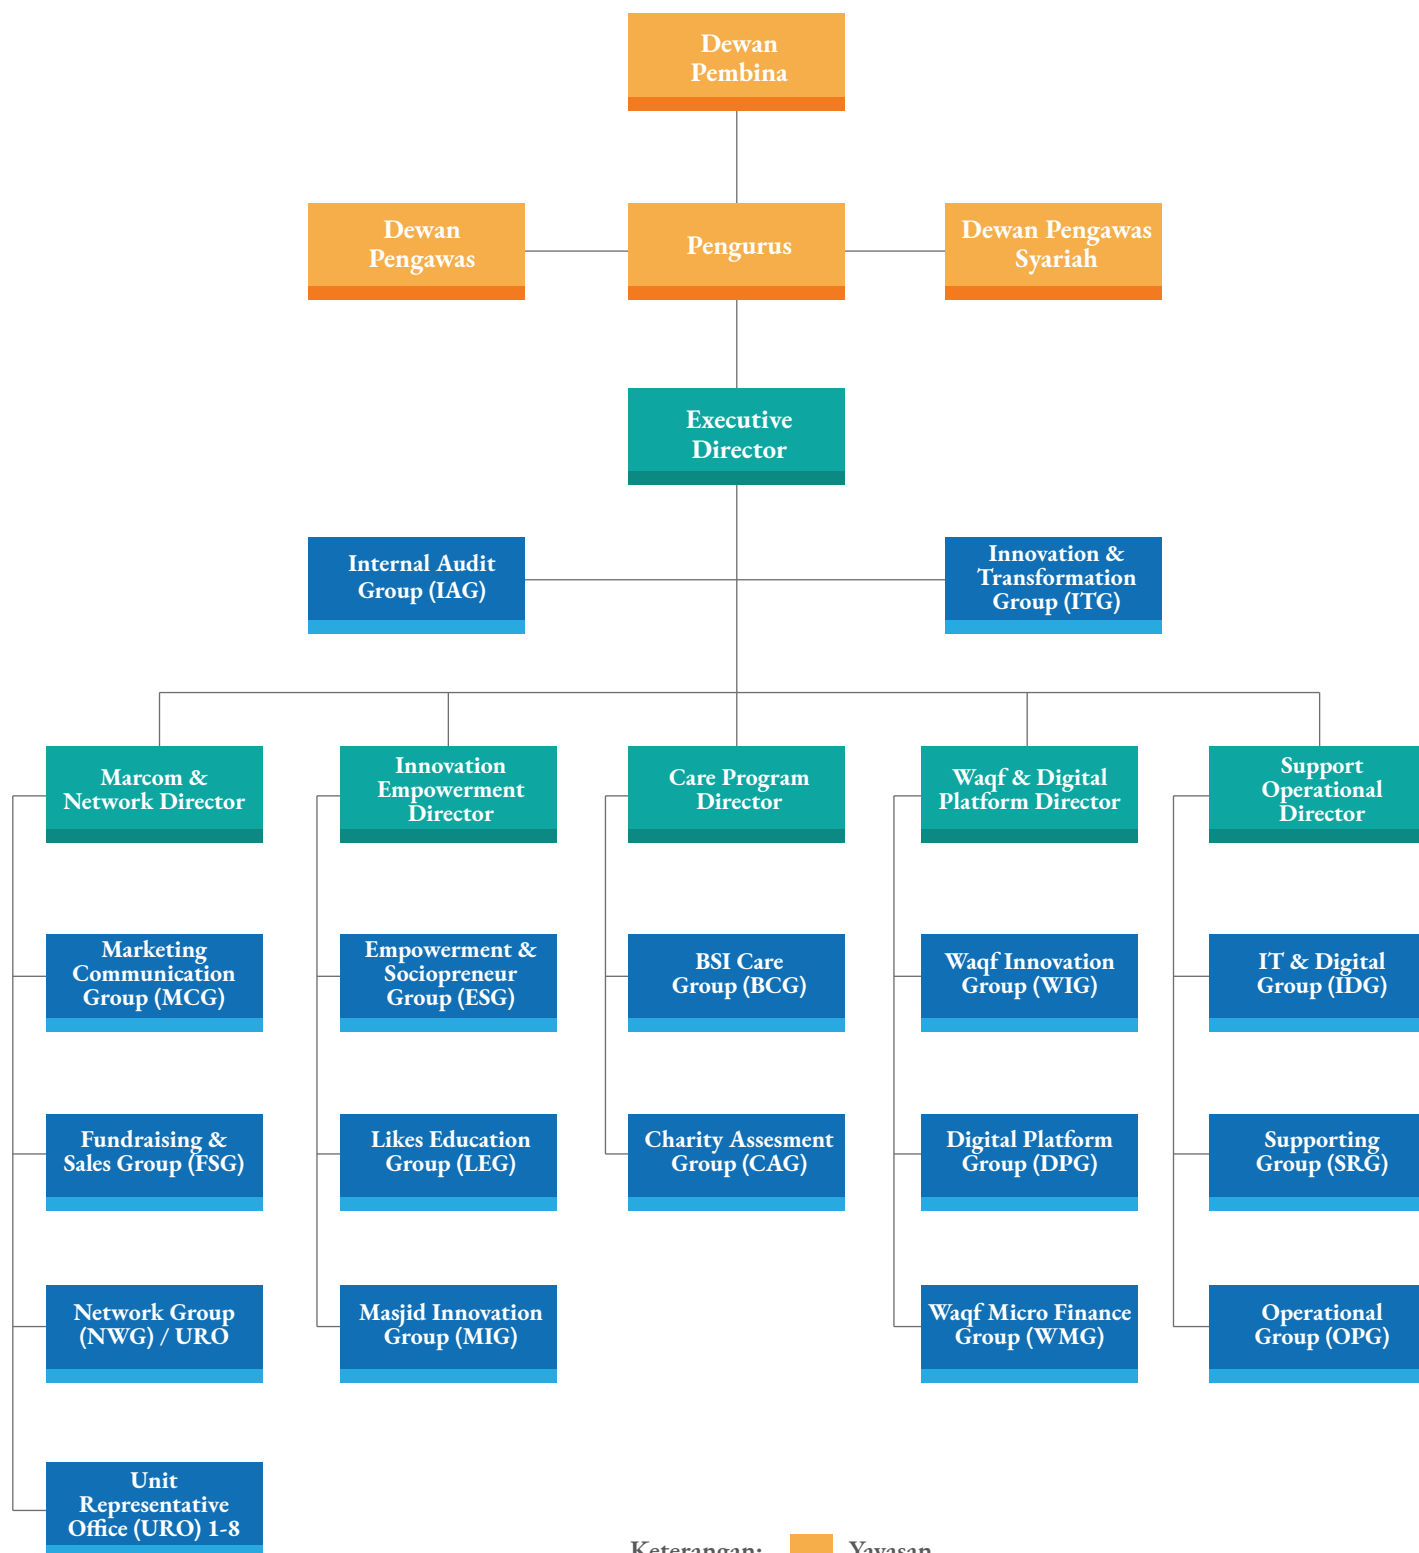 Dewan
Pembina
Dewan
Pengawas
Pengurus
Dewan Pengawas
Syariah
Executive
Director
Internal Audit
Group (IAG)
Innovation &
Transformation
Group (ITG)
Marcom &
Network Director
Innovation
Empowerment
Director
Care Program
Director
Waqf & Digital
Platform Director
Support
Operational
Director
Marketing
Communication
Group (MCG)
Empowerment &
Sociopreneur
Group (ESG)
BSI Care
Group (BCG)
Waqf Innovation
Group (WIG)
IT & Digital
Group (IDG)
Fundraising &
Sales Group (FSG)
Likes Education
Group (LEG)
Charity Assesment
Group (CAG)
Digital Platform
Group (DPG)
Supporting
Group (SRG)
Network Group
(NWG) / URO
Masjid Innovation
Group (MIG)
Waqf Micro Finance
Group (WMG)
Operational
Group (OPG)
Unit
Representative
Office (URO) 1-8
Keterangan: Yayasan